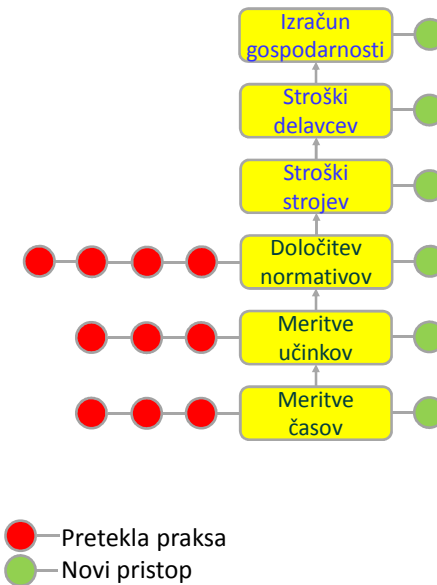 Izračun
gospodarnosti
Stroški
delavcev
Stroški
strojev
Določitev
normativov
Meritve
učinkov
Meritve
časov
Pretekla praksa
Novi pristop